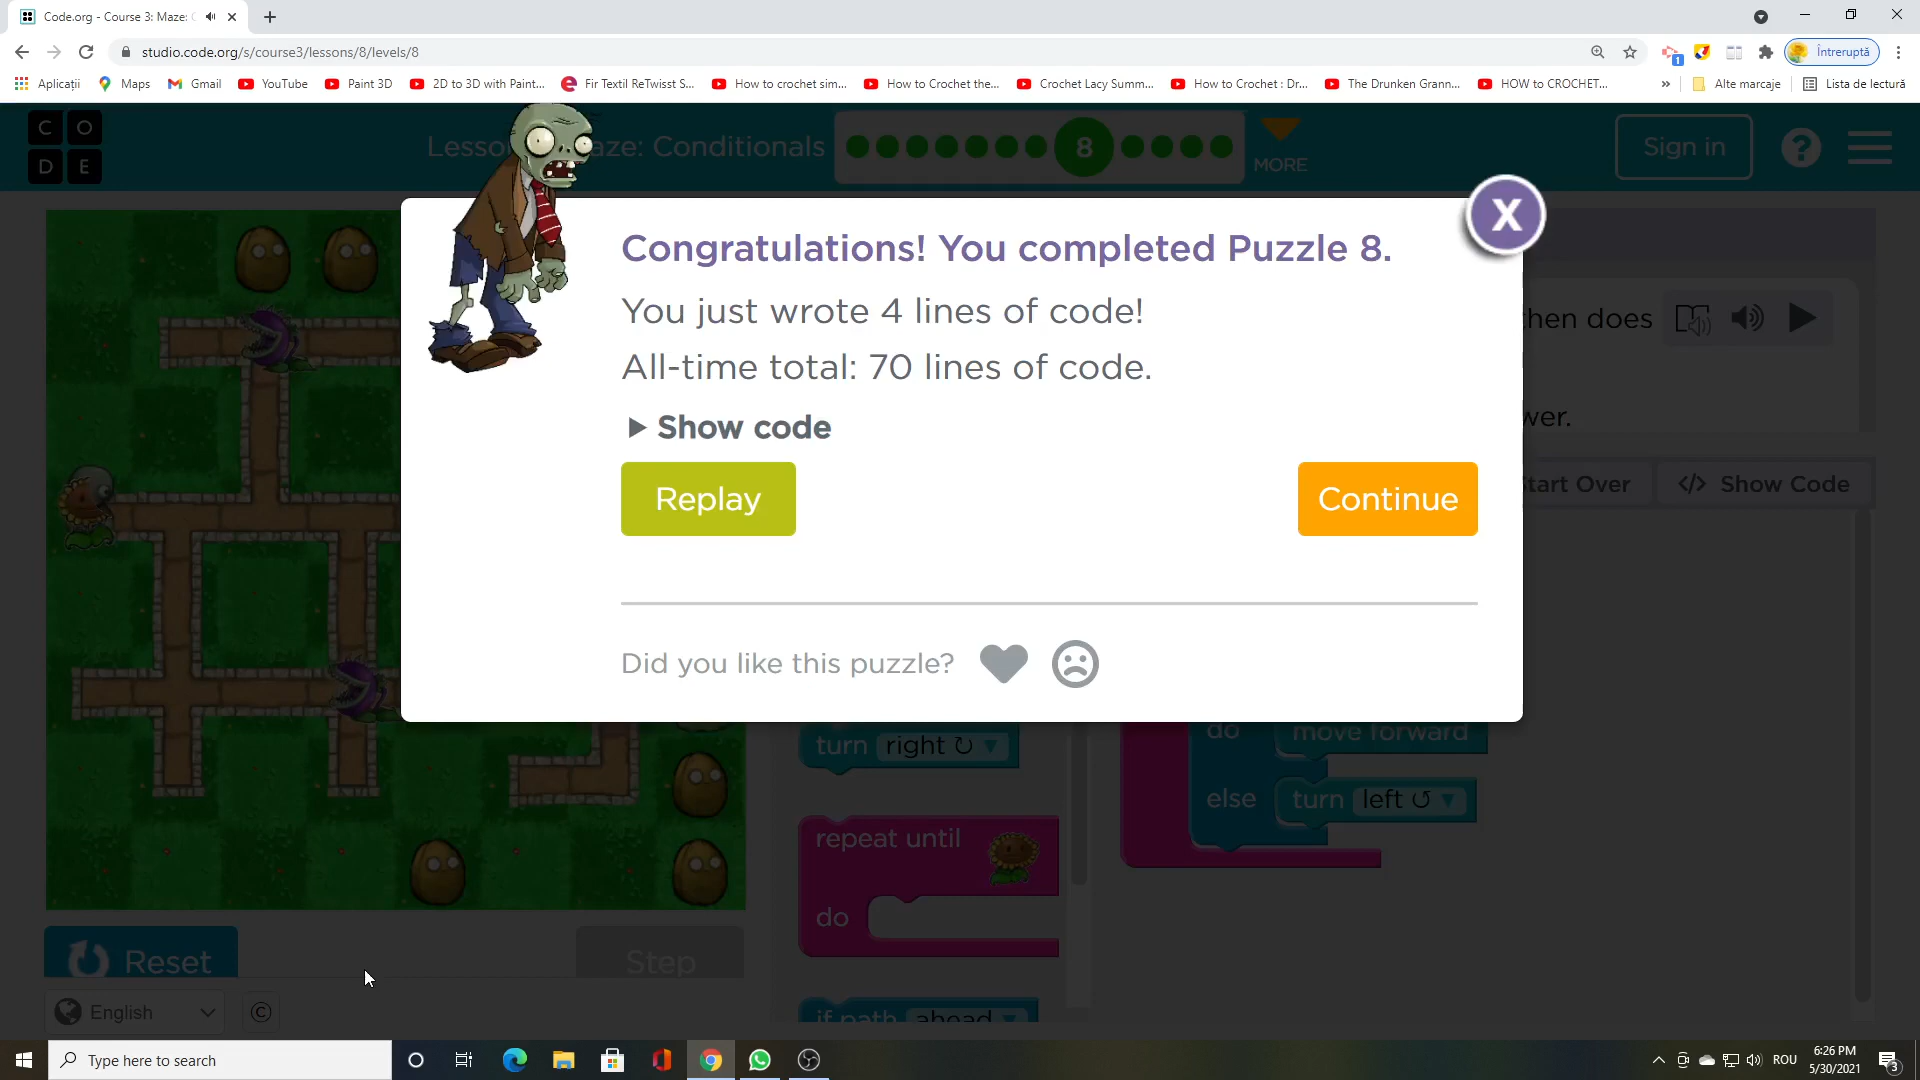 Code.org - Course 3: Maze: C
studio.code.org/s/course3/lessons/8/levels/8
Întreruptă
Aplicații
Maps
Gmail
YouTube
Paint 3D
2D to 3D with Paint...
Fir Textil ReTwisst S...
How to crochet sim...
How to Crochet the...
Crochet Lacy Summ...
How to Crochet : Dr...
The Drunken Grann...
HOW to CROCHET...
»
Alte marcaje
Lista de lectură
C O
D E
Lesso aze: Conditionals
8
MORE
Sign in
?
X
Congratulations! You completed Puzzle 8.
You just wrote 4 lines of code!
All-time total: 70 lines of code.
Show code
Replay
Continue
Did you like this puzzle?
then does
wer.
tart Over
</> Show Code
turn right ↻
repeat until
do
if path ahead
do
move forward
else
turn left ↺
Reset
Step
English
©
Type here to search
ROU
6:26 PM
5/30/2021
3